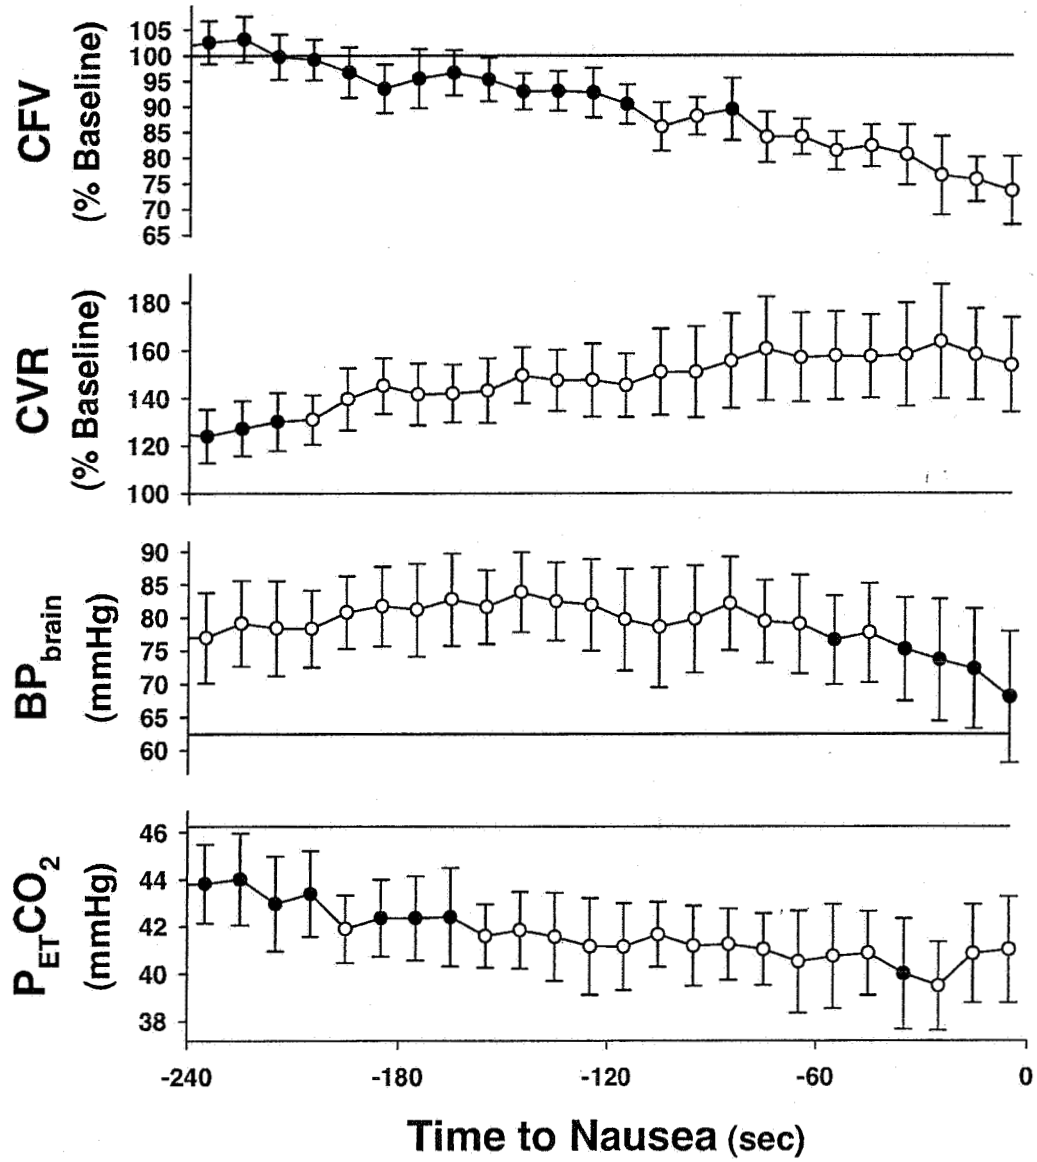 CFV
(% Baseline)
105
100
95
90
85
80
75
70
65
CVR
(% Baseline)
180
160
140
120
100
BPbrain
(mmHg)
90
85
80
75
70
65
60
PETCO2
(mmHg)
46
44
42
40
38
-240 -180 -120 -60 0
Time to Nausea (sec)